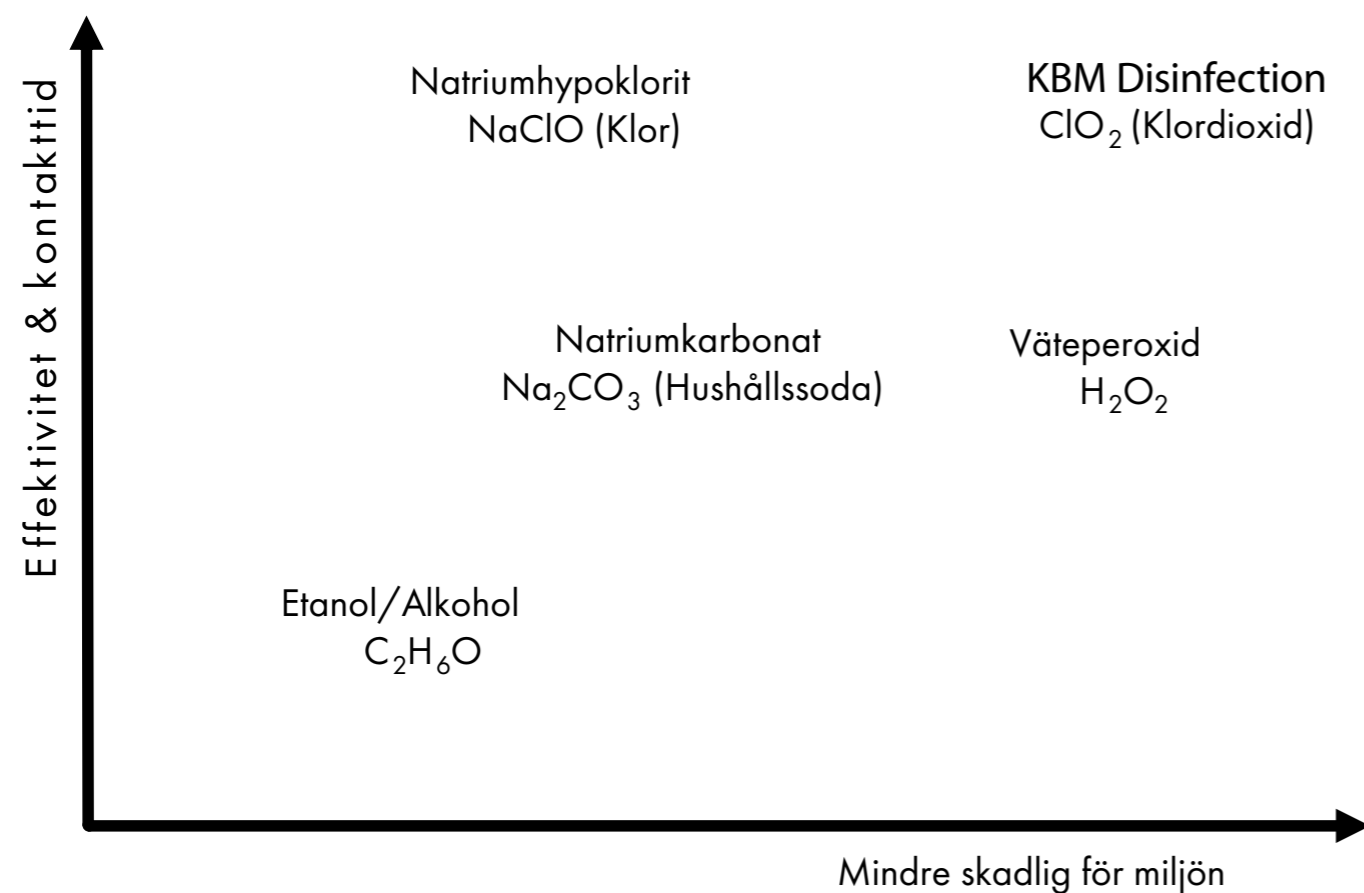 Effektivitet & kontakttid
Natriumhypoklorit
NaClO (Klor)
KBM Disinfection
ClO₂ (Klordioxid)
Natriumkarbonat
Na₂CO₃ (Hushållssoda)
Väteperoxid
H₂O₂
Etanol/Alkohol
C₂H₆O
Mindre skadlig för miljön